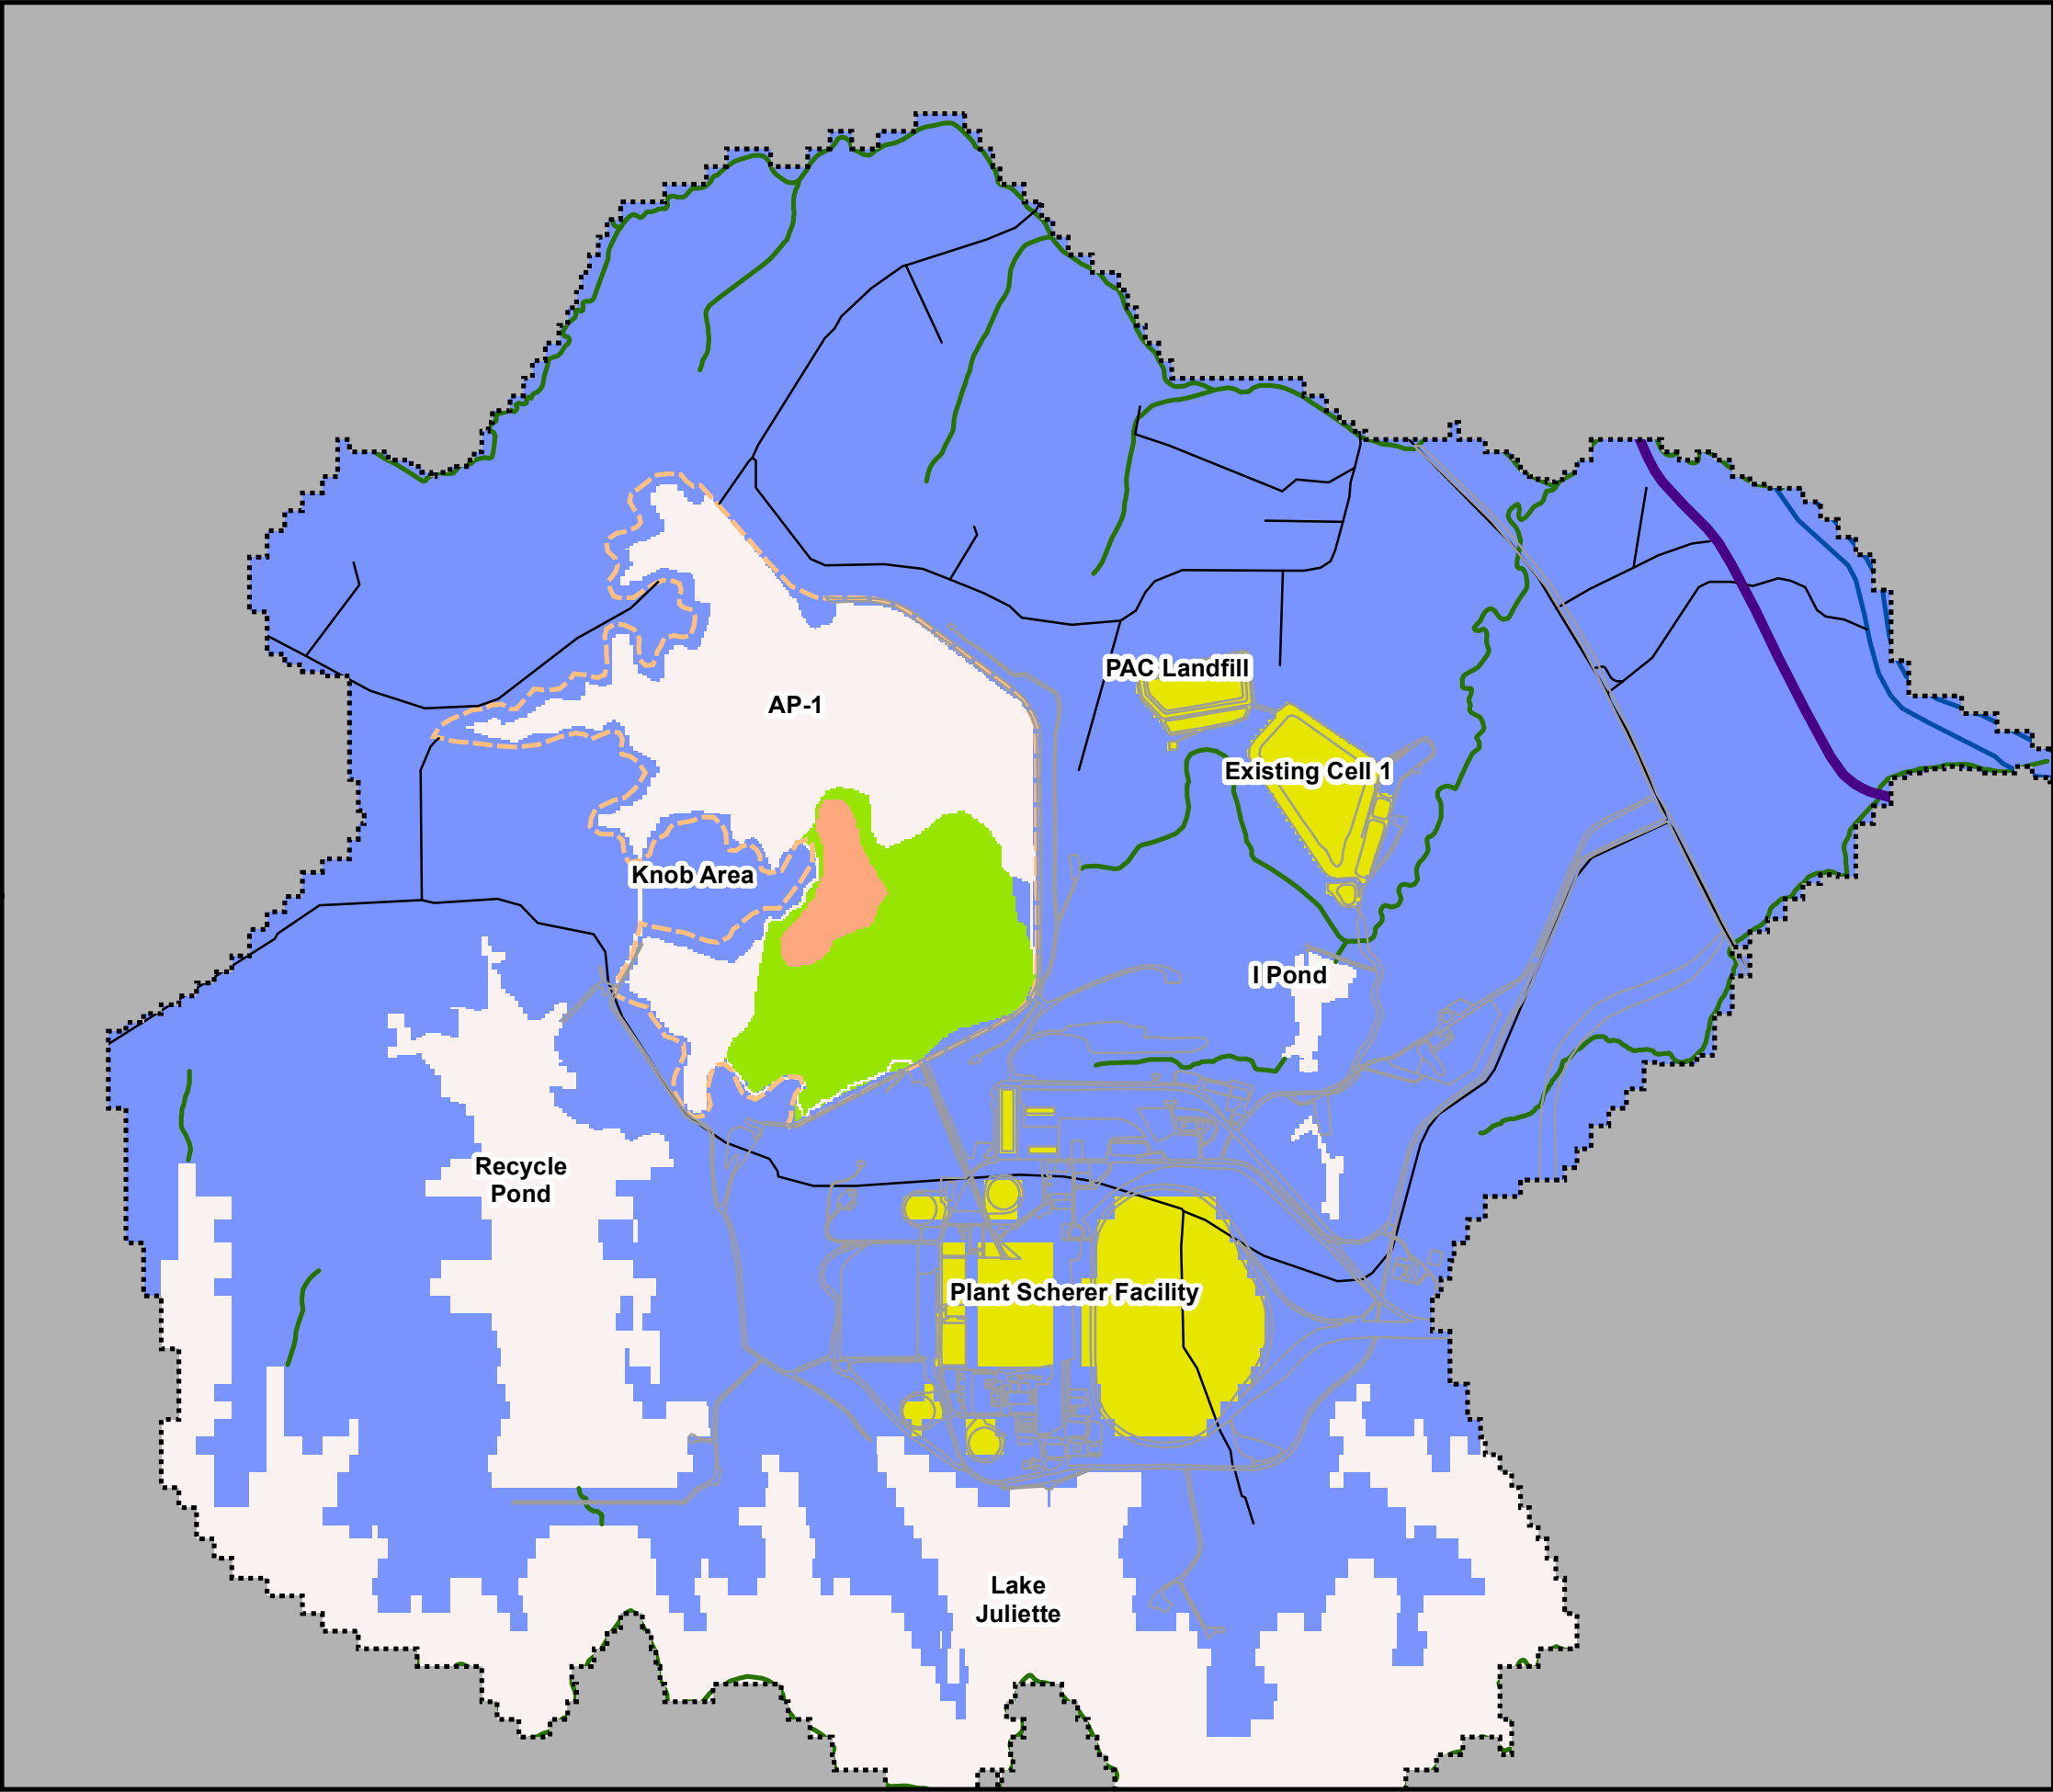 PAC Landfill
AP-1
Existing Cell 1
Knob Area
I Pond
Recycle
Pond
Plant Scherer Facility
Lake
Juliette